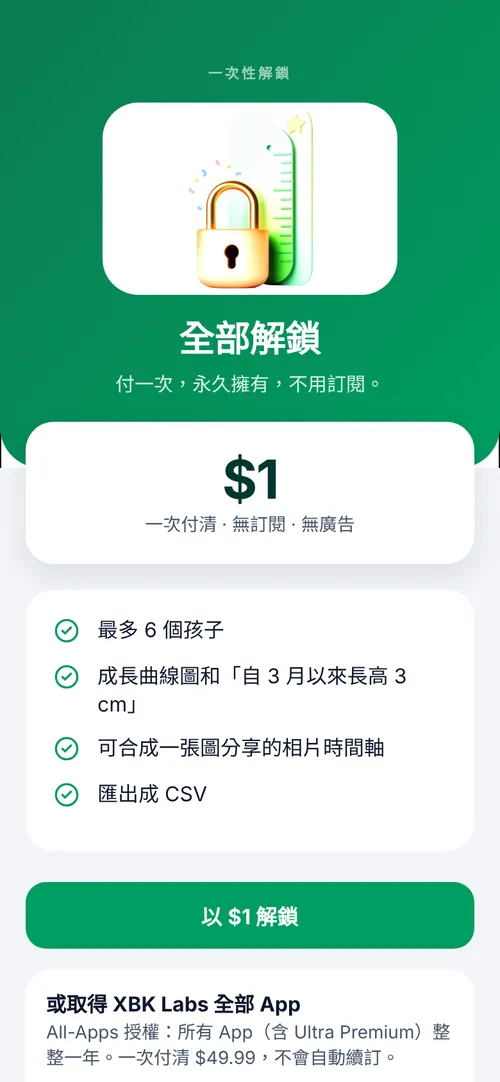 一次性解鎖
全部解鎖
付一次，永久擁有，不用訂閱。
$1
一次付清 · 無訂閱 · 無廣告
最多 6 個孩子
成長曲線圖和「自 3 月以來長高 3
cm」
可合成一張圖分享的相片時間軸
匯出成 CSV
以 $1 解鎖
或取得 XBK Labs 全部 App
All-Apps 授權：所有 App（含 Ultra Premium）整
整一年。一次付清 $49.99，不會自動續訂。